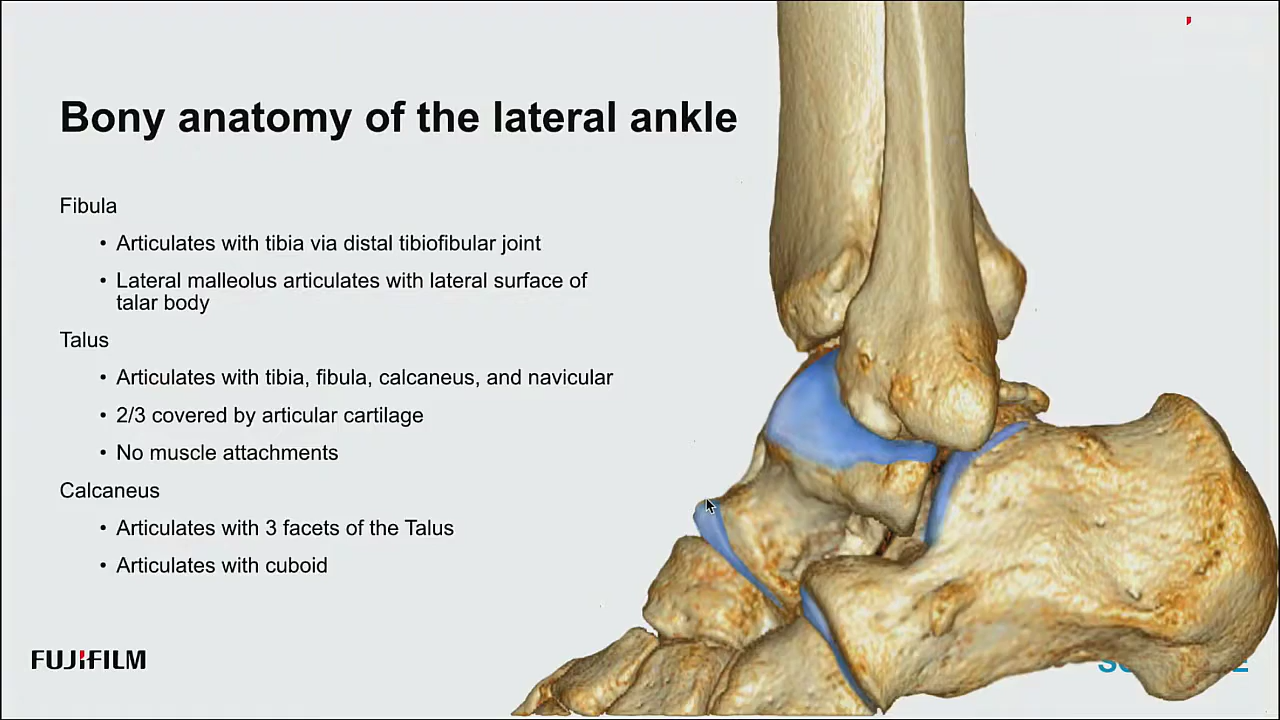 Bony anatomy of the lateral ankle
Fibula
• Articulates with tibia via distal tibiofibular joint
• Lateral malleolus articulates with lateral surface of
talar body
Talus
• Articulates with tibia, fibula, calcaneus, and navicular
• 2/3 covered by articular cartilage
• No muscle attachments
Calcaneus
• Articulates with 3 facets of the Talus
• Articulates with cuboid
FUJIFILM